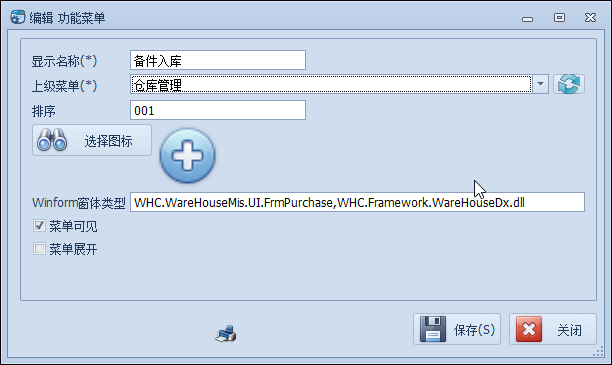 编辑 功能菜单
显示名称(*) 备件入库
上级菜单(*) 仓库管理
排序 001
选择图标
Winform窗体类型 WHC.WareHouseMis.UI.FrmPurchase,WHC.Framework.WareHouseDx.dll
菜单可见
菜单展开
保存(S) 关闭